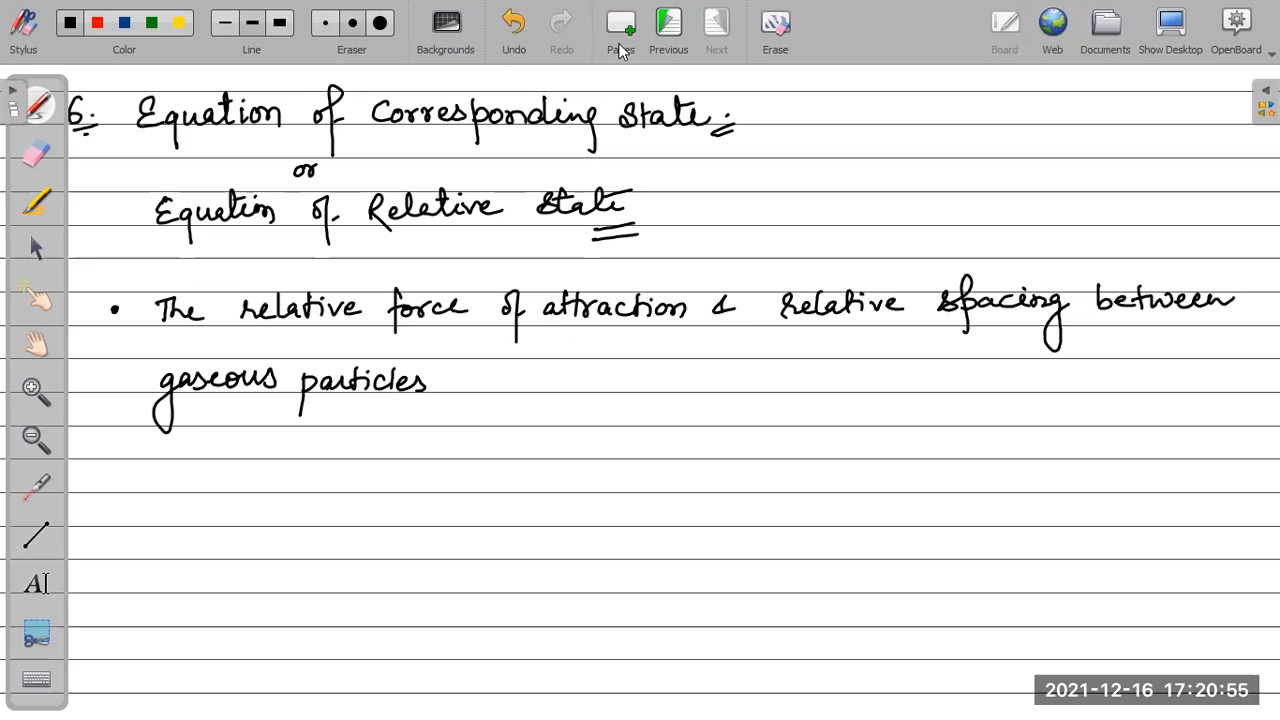 Stylus
Color
Line
Eraser
Backgrounds
Undo
Redo
Pages
Previous
Next
Erase
Board
Web
Documents
Show Desktop
OpenBoard
6. Equation of Corresponding State.
or
Equation of Relative State
• The relative force of attraction & relative spacing between
gaseous particles
2021-12-16 17:20:55